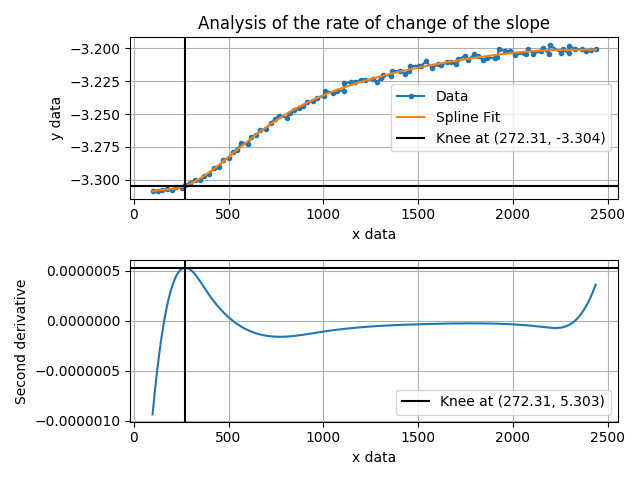 Analysis of the rate of change of the slope
−3.200
−3.225
−3.250
−3.275
−3.300
y data
Data
Spline Fit
Knee at (272.31, -3.304)
0 500 1000 1500 2000 2500
x data
0.0000005
0.0000000
−0.0000005
−0.0000010
Second derivative
Knee at (272.31, 5.303)
0 500 1000 1500 2000 2500
x data